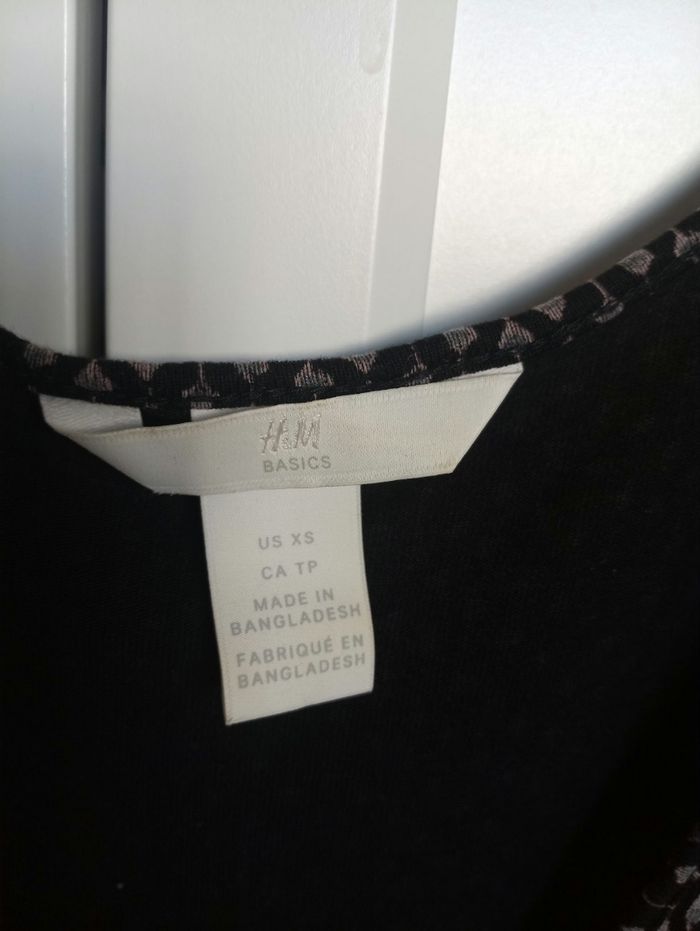 H&M
BASICS
US XS
CA TP
MADE IN
BANGLADESH
FABRIQUÉ EN
BANGLADESH